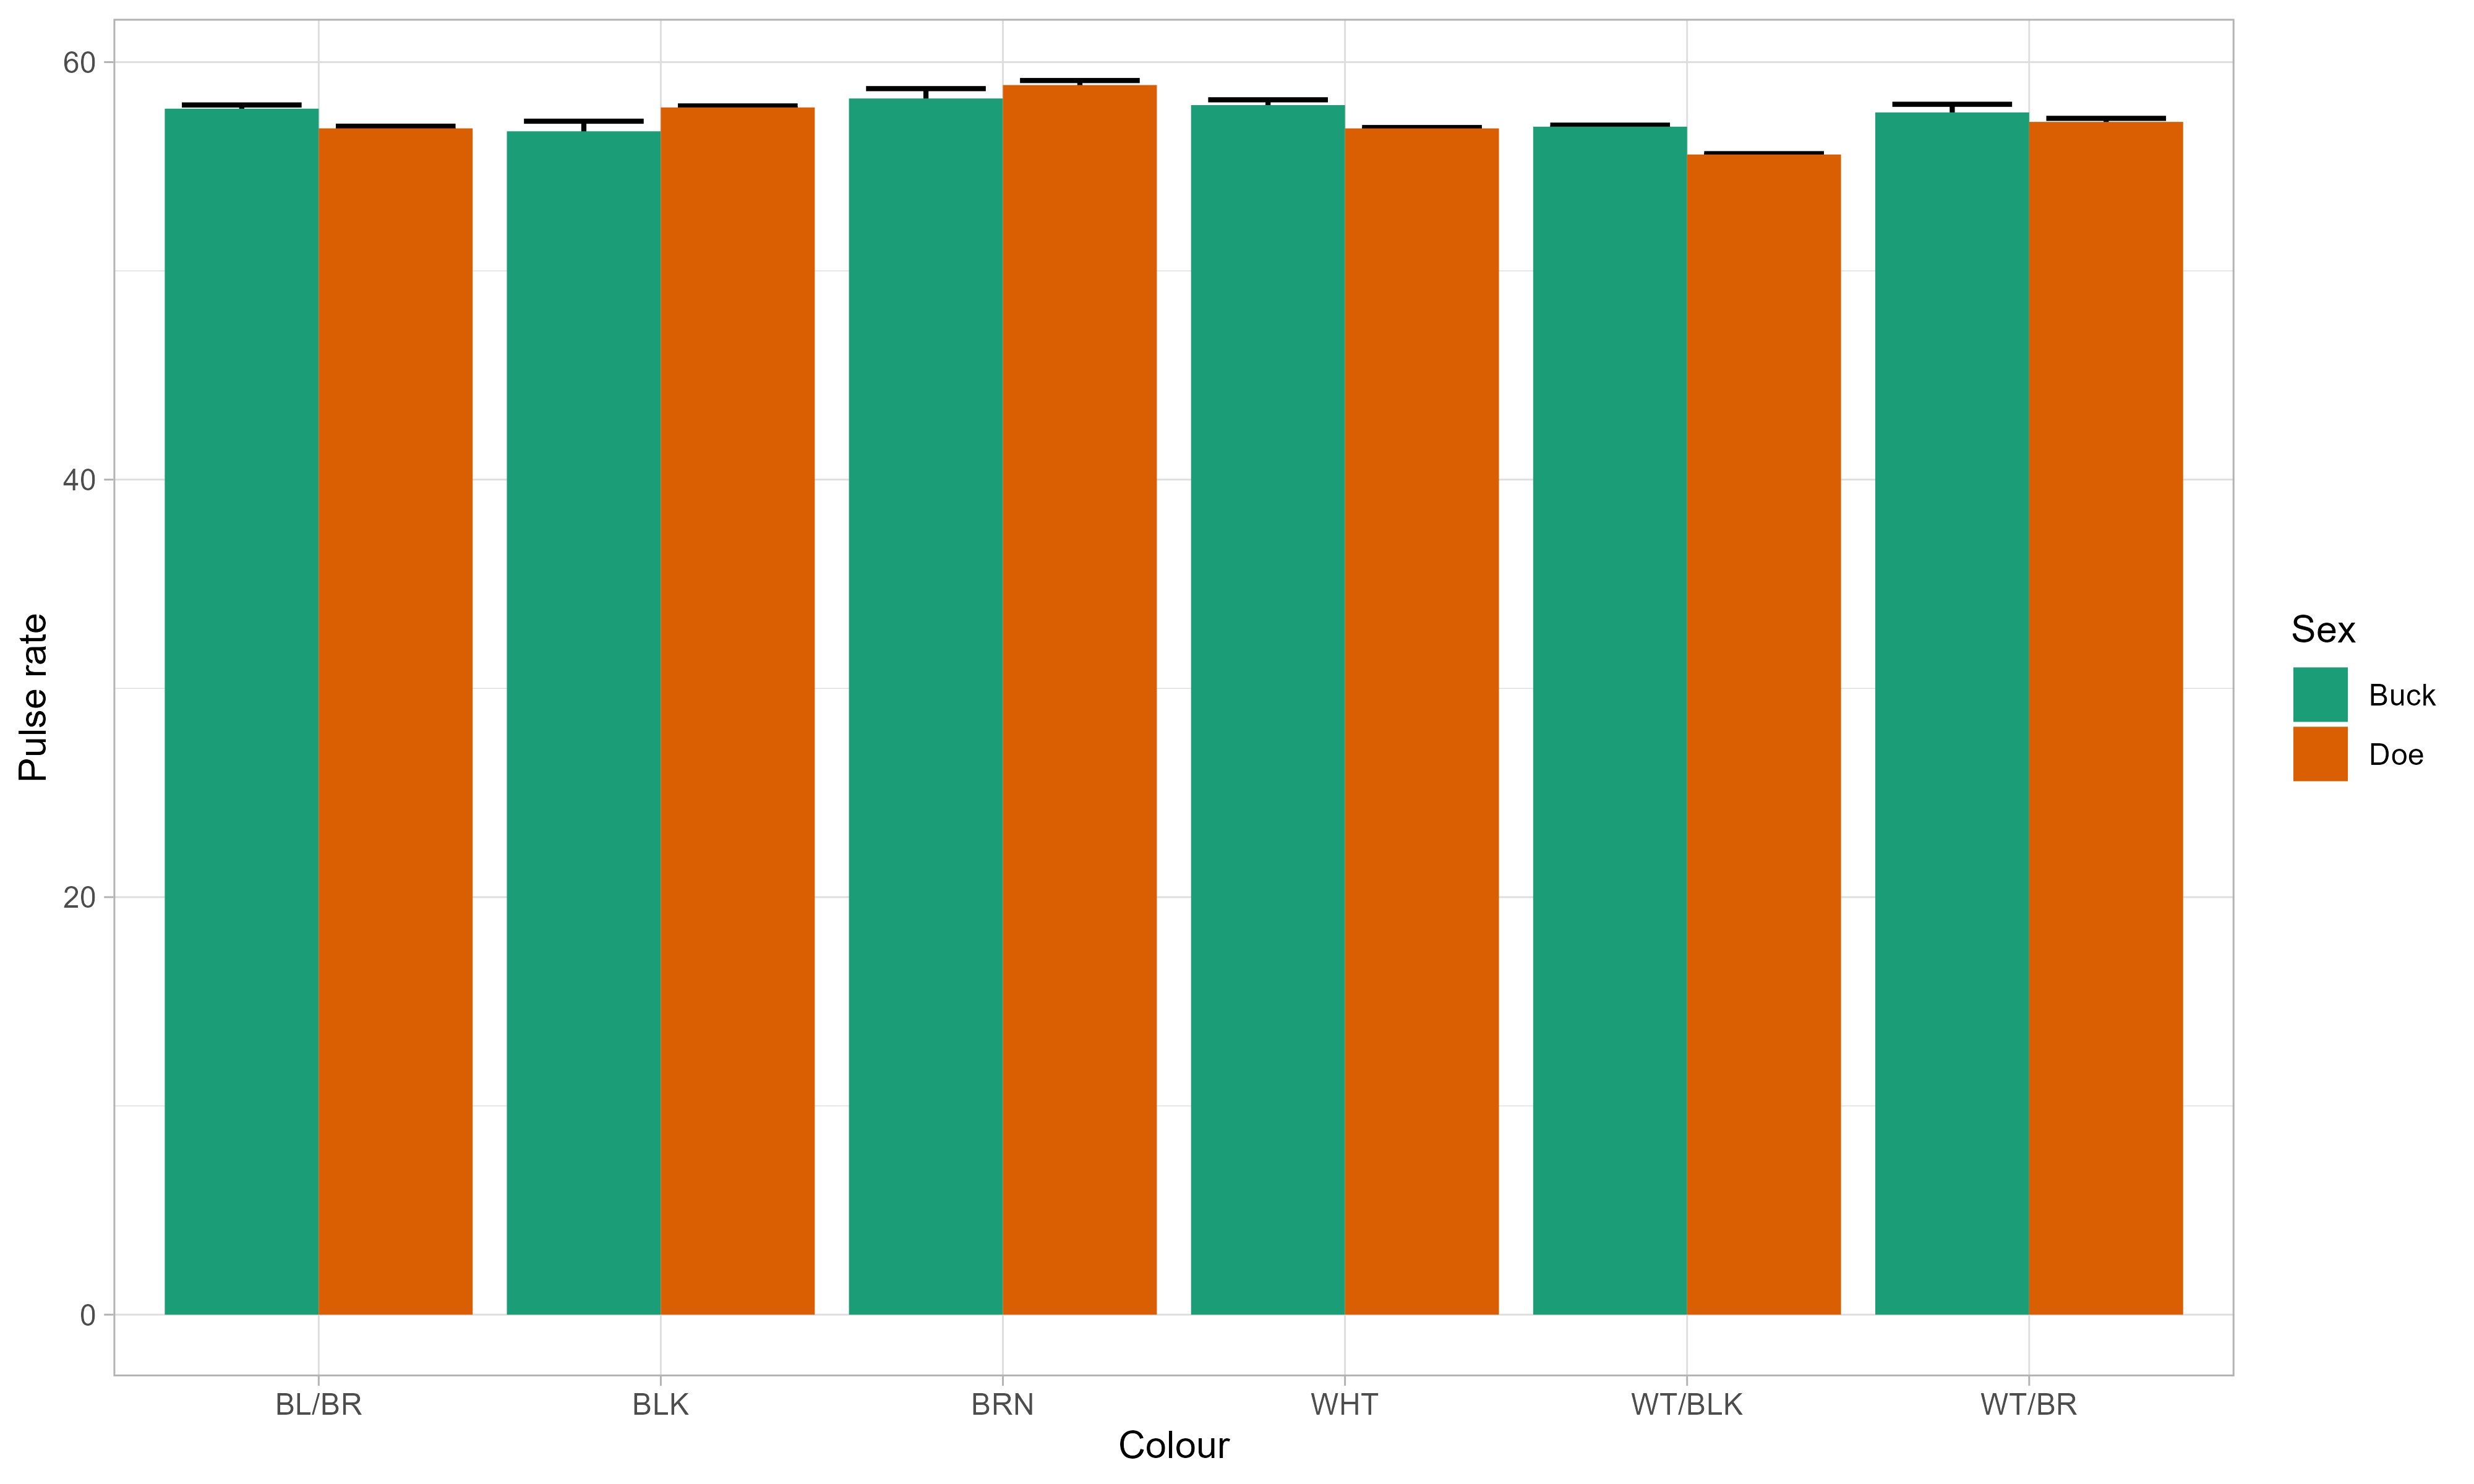 60
40
20
0
Pulse rate
BL/BR
BLK
BRN
WHT
WT/BLK
WT/BR
Colour
Sex
Buck
Doe